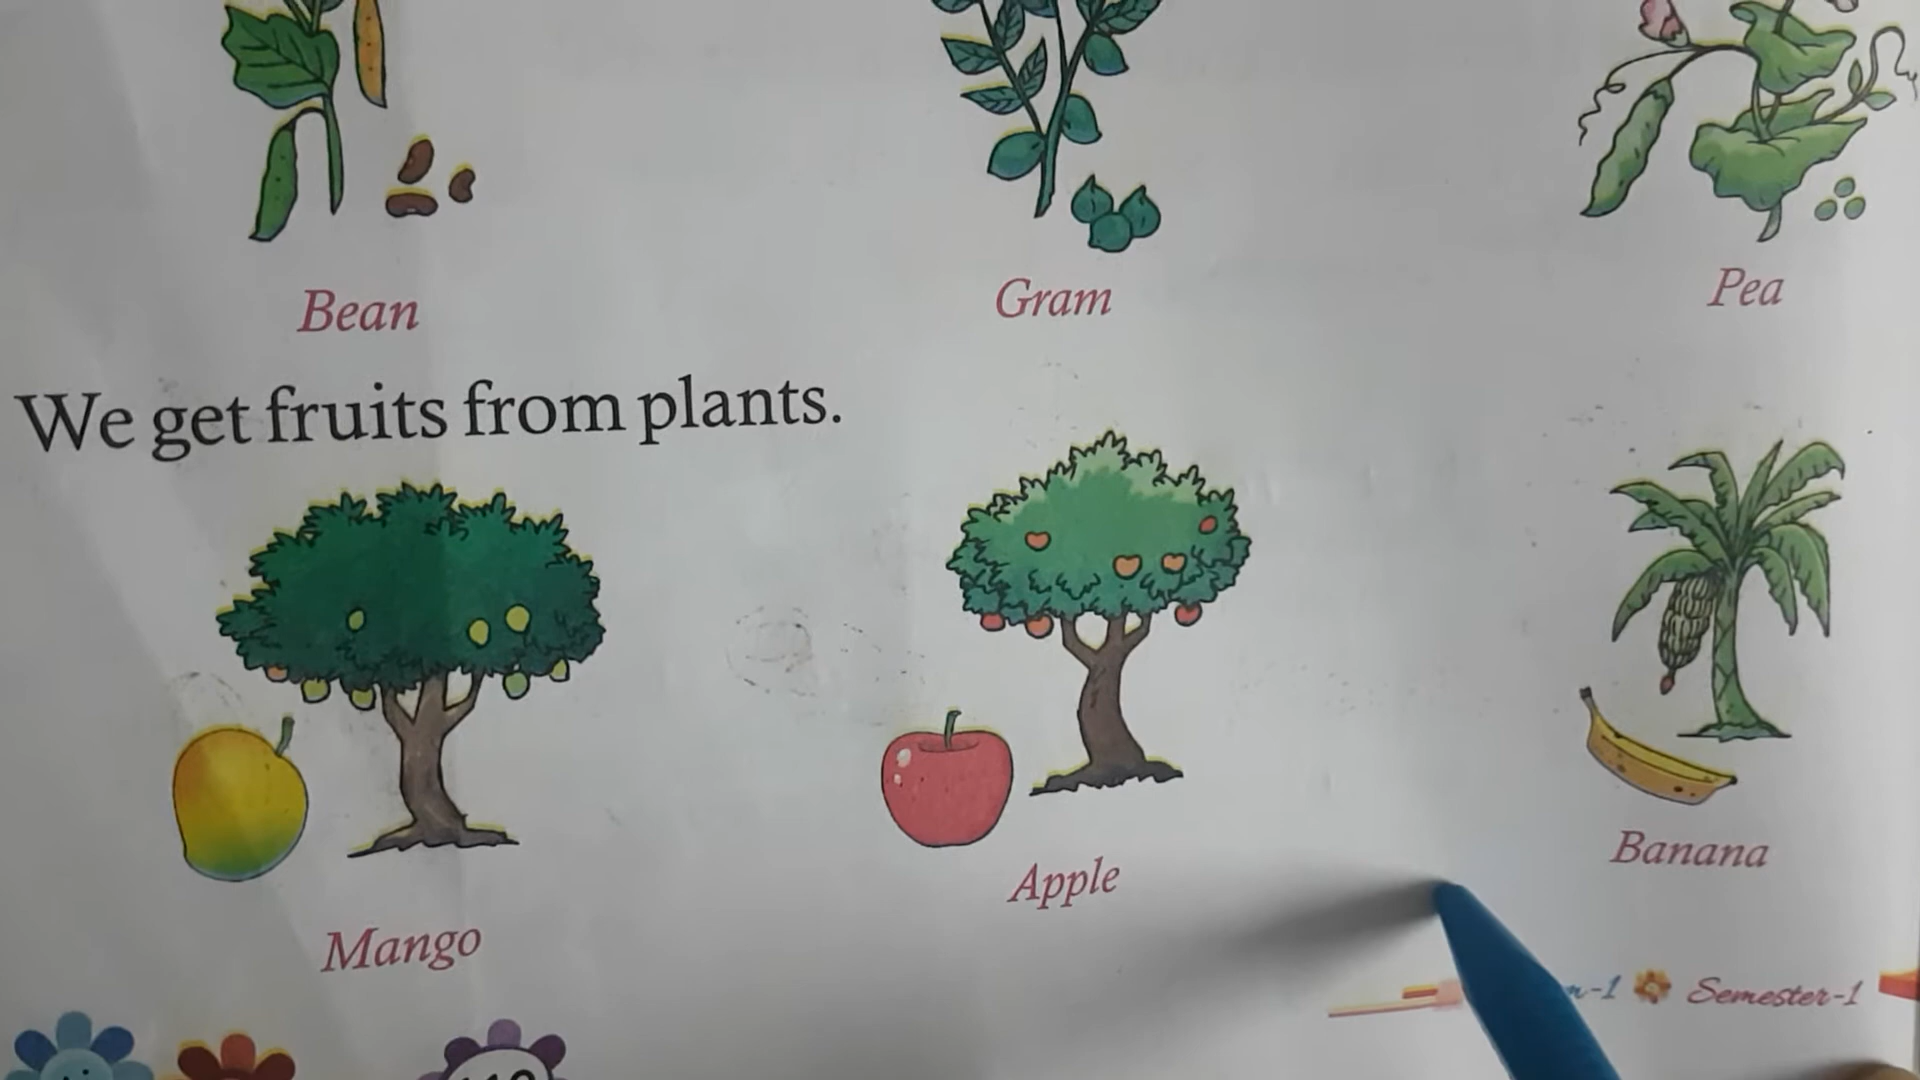 Bean
Gram
Pea
We get fruits from plants.
Mango
Apple
Banana
Semester-1